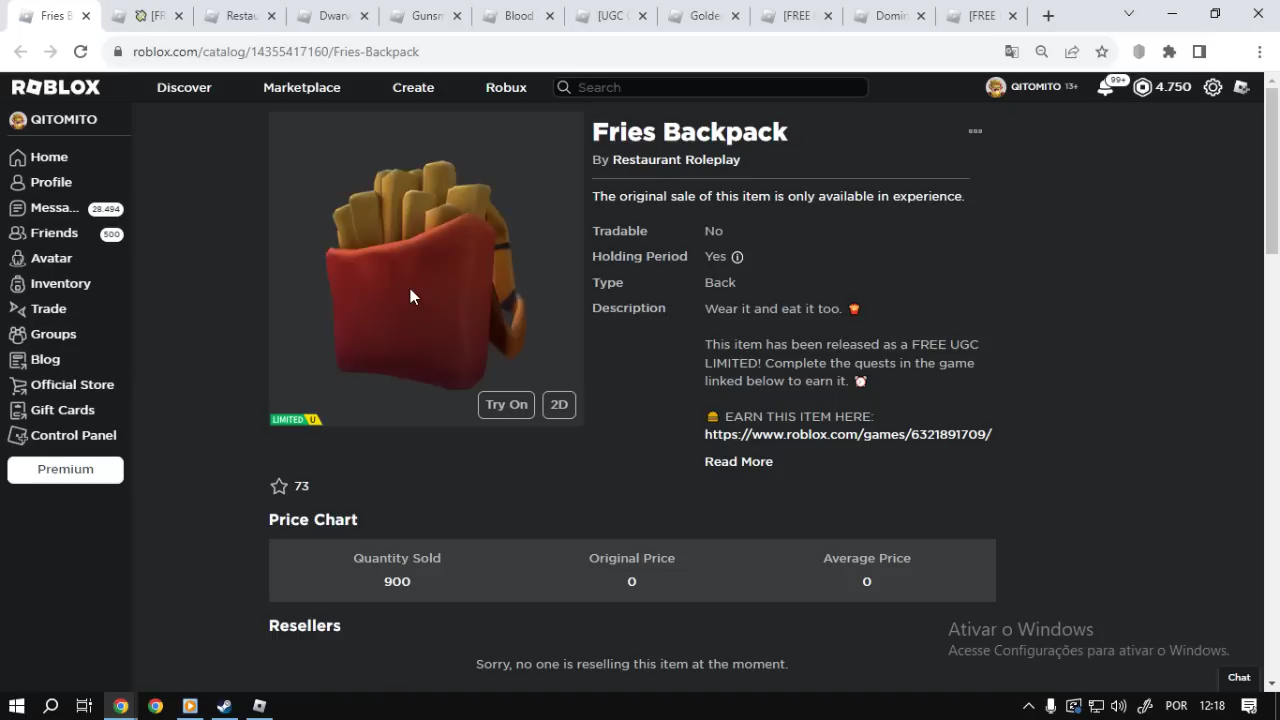 Fries B
[FR
Restau
Dwarv
Gunsm
Blood
[UGC C
Golde
[FREE
Domin
[FREE
roblox.com/catalog/14355417160/Fries-Backpack
ROBLOX
Discover
Marketplace
Create
Robux
Search
QITOMITO 13+
99+
4.750
QITOMITO
Home
Profile
Messa... 28.494
Friends 500
Avatar
Inventory
Trade
Groups
Blog
Official Store
Gift Cards
Control Panel
Premium
Try On
2D
LIMITED U
73
Fries Backpack
By Restaurant Roleplay
The original sale of this item is only available in experience.
Tradable No
Holding Period Yes
Type Back
Description Wear it and eat it too.
This item has been released as a FREE UGC
LIMITED! Complete the quests in the game
linked below to earn it.
EARN THIS ITEM HERE:
https://www.roblox.com/games/6321891709/
Read More
Price Chart
Quantity Sold
900
Original Price
0
Average Price
0
Resellers
Sorry, no one is reselling this item at the moment.
Ativar o Windows
Acesse Configurações para ativar o Windows.
Chat
POR
12:18